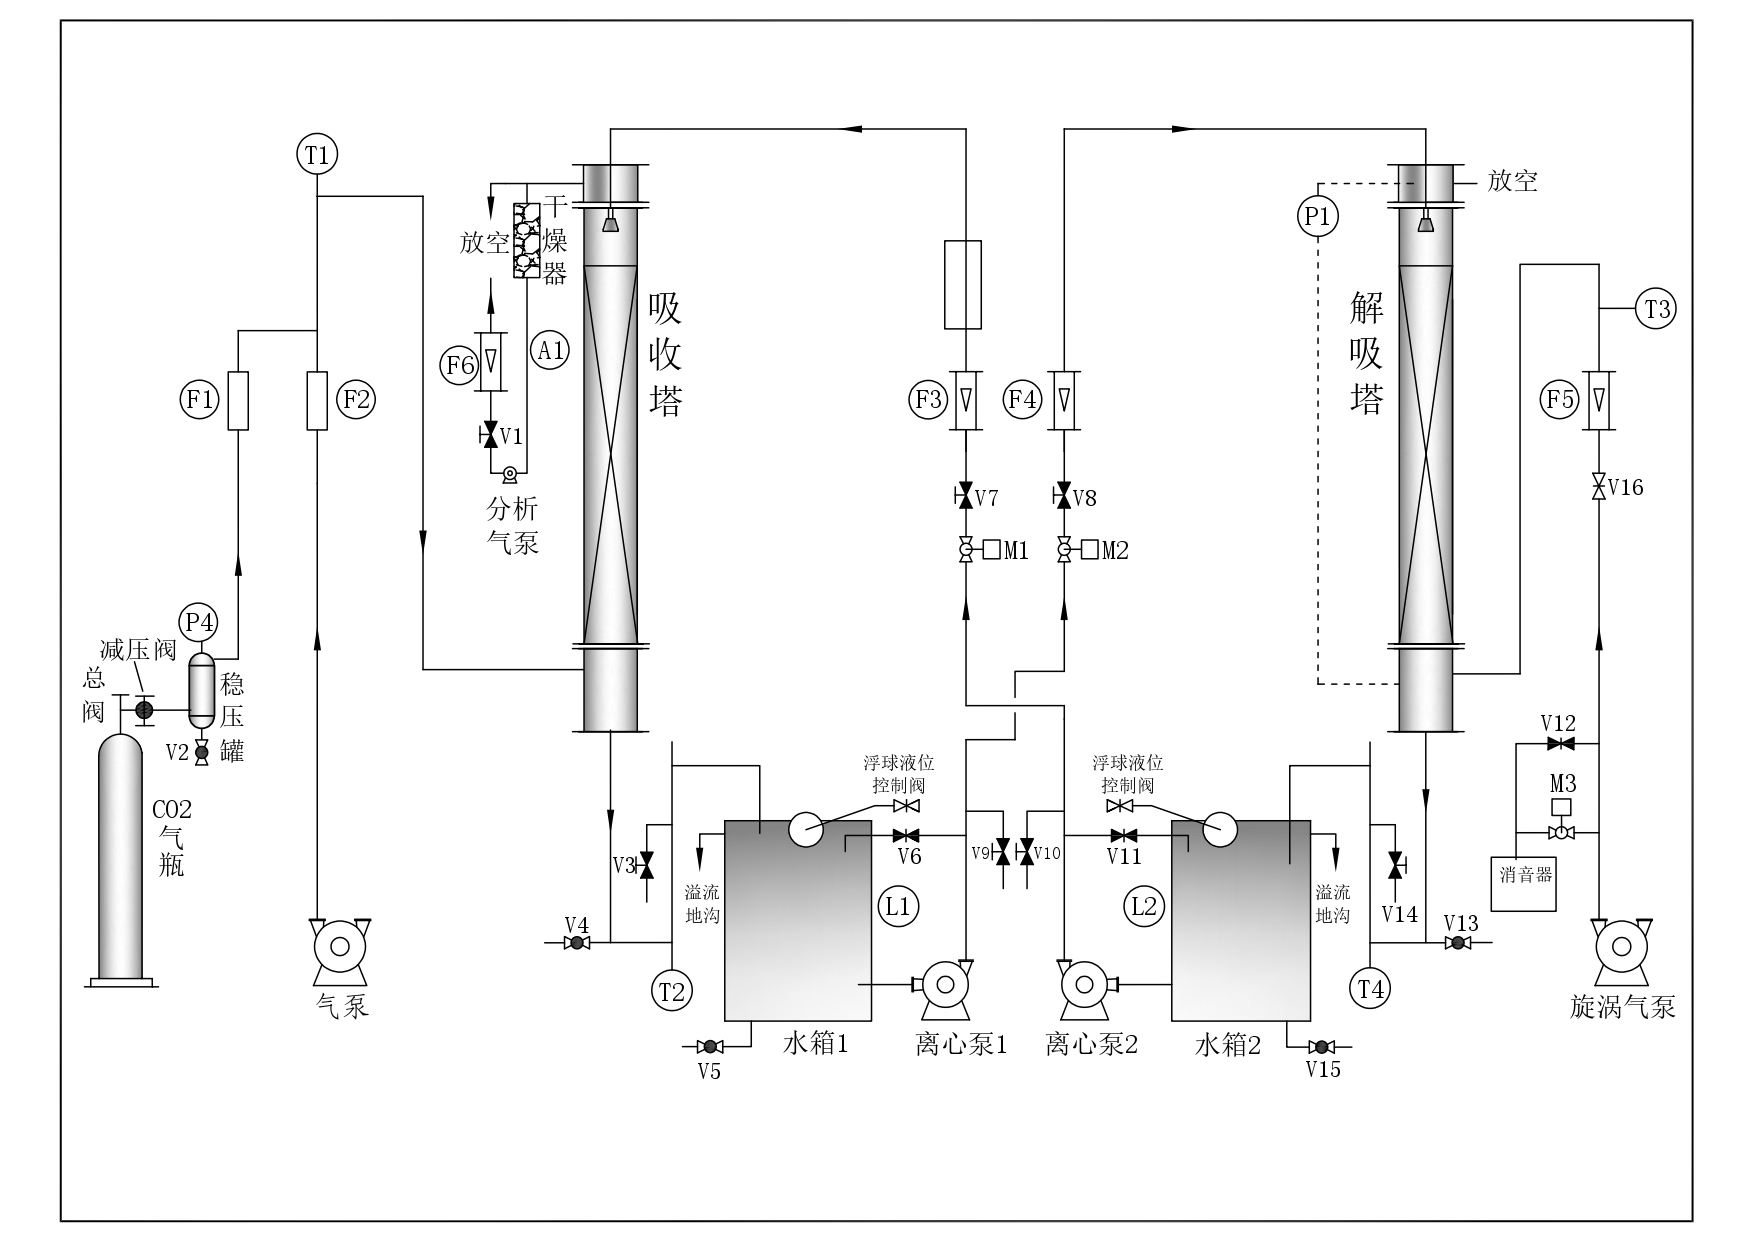 T1
放空
干燥器
放空
P1
吸收塔
解吸塔
T3
F6
A1
F1
F2
F3
F4
F5
V1
分析
气泵
V7
V8
V16
M1
M2
P4
减压阀
总阀
稳压罐
V2
CO2
气瓶
V12
M3
消音器
浮球液位
控制阀
浮球液位
控制阀
V3
V6
V9
V10
V11
溢流
地沟
溢流
地沟
L1
L2
V4
V14
V13
T2
T4
气泵
水箱1
离心泵1
离心泵2
水箱2
旋涡气泵
V5
V15